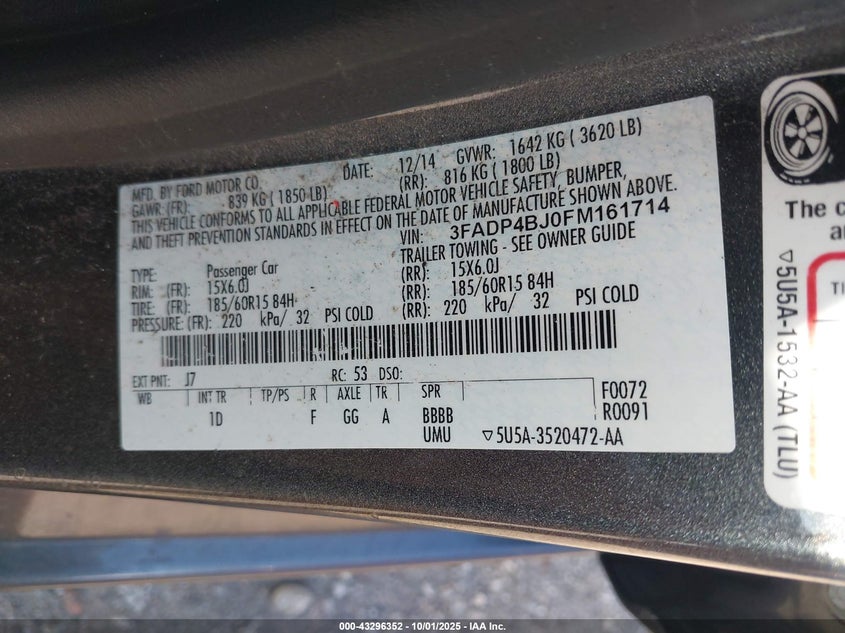 MFD. BY FORD MOTOR CO. DATE: 12/14 GVWR: 1642 KG ( 3620 LB)
GAWR: (FR): 839 KG ( 1850 LB) (RR): 816 KG ( 1800 LB)
THIS VEHICLE CONFORMS TO ALL APPLICABLE FEDERAL MOTOR VEHICLE SAFETY, BUMPER,
AND THEFT PREVENTION STANDARDS IN EFFECT ON THE DATE OF MANUFACTURE SHOWN ABOVE.
VIN: 3FADP4BJ0FM161714
TYPE: Passenger Car TRAILER TOWING - SEE OWNER GUIDE
RIM: (FR): 15X6.0J (RR): 15X6.0J
TIRE: (FR): 185/60R15 84H (RR): 185/60R15 84H
PRESSURE: (FR): 220 kPa/ 32 PSI COLD (RR): 220 kPa/ 32 PSI COLD
EXT PNT: J7 RC: 53 DSO:
WB INT TR TP/PS R AXLE TR SPR F0072
1D F GG A BBBB R0091
UMU ▽5U5A-3520472-AA
The c
a
TI
▽5U5A-1532-AA (TLU)
000-43296352 - 10/01/2025 - IAA Inc.